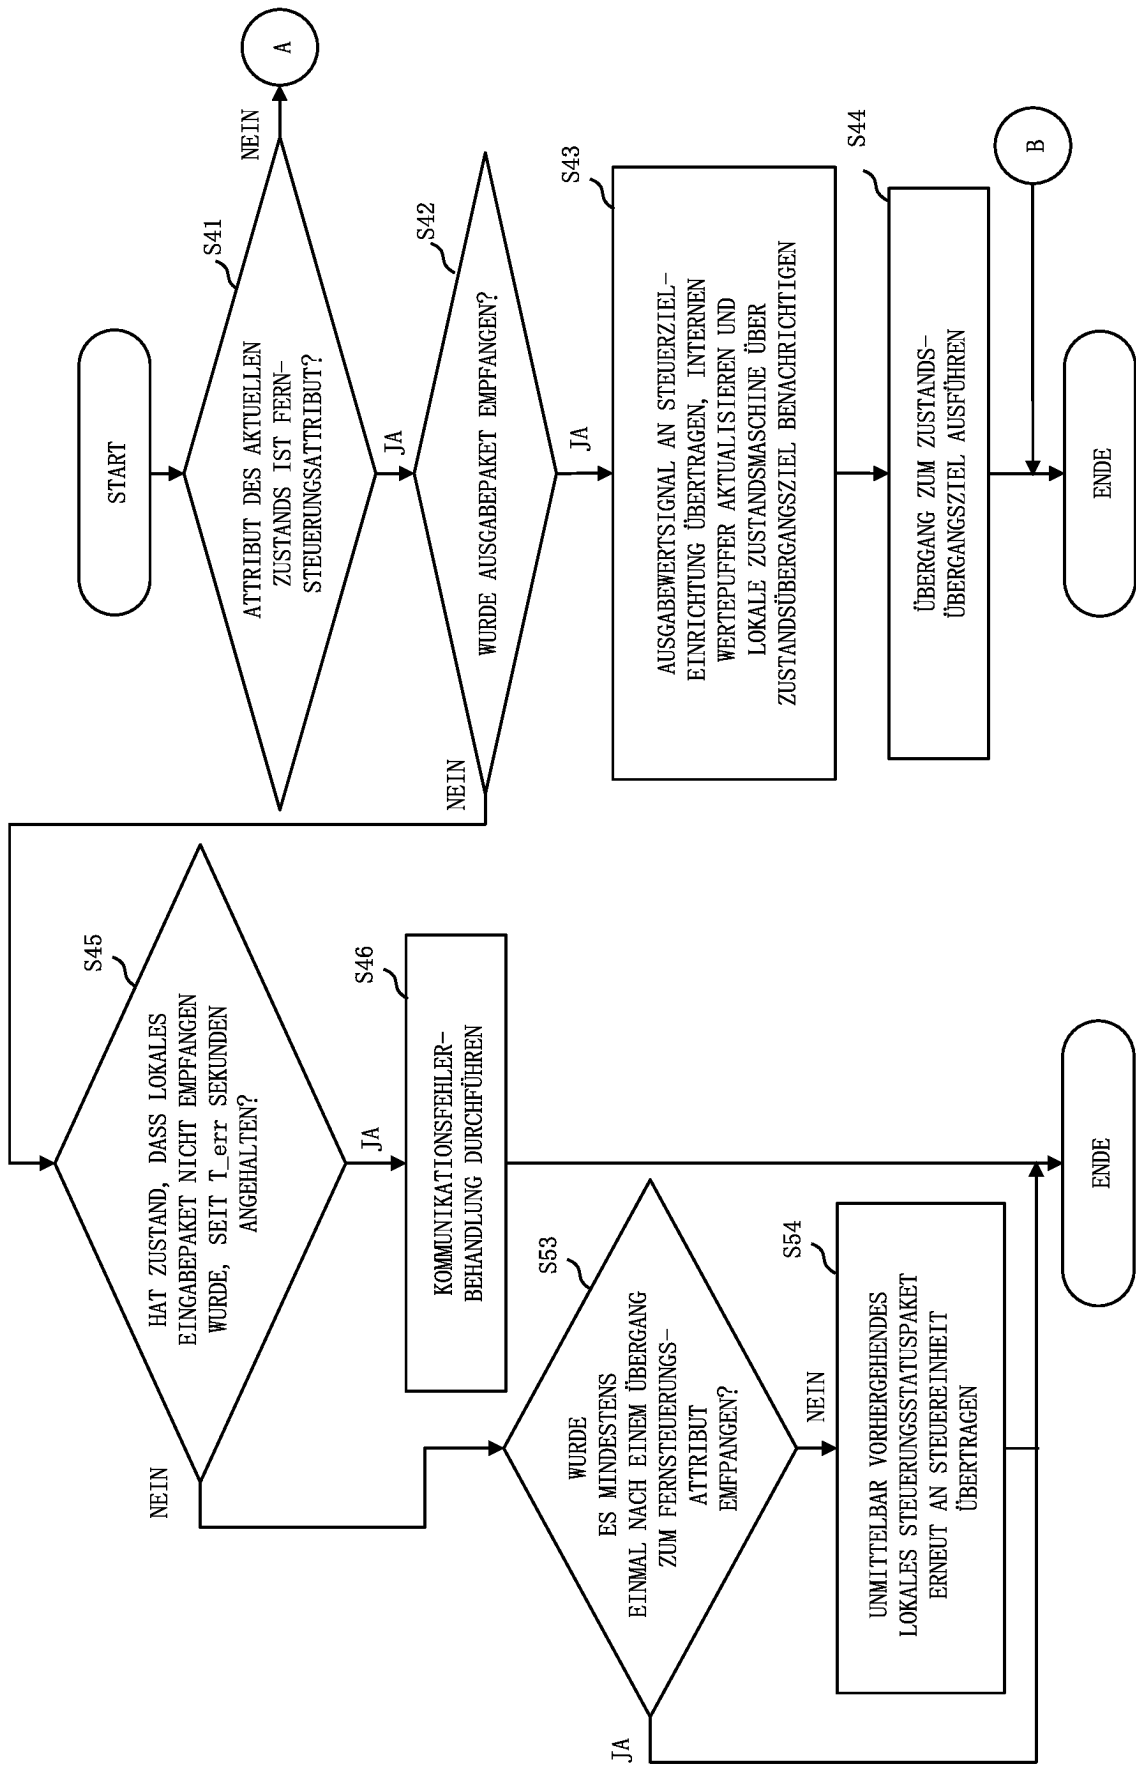 START
S41
ATTRIBUT DES AKTUELLEN
ZUSTANDS IST FERN-
STEUERUNGSATTRIBUT?
NEIN
A
JA
S42
WURDE AUSGABEPAKET EMPFANGEN?
NEIN
JA
S43
AUSGABEWERTSIGNAL AN STEUERZIEL-
EINRICHTUNG ÜBERTRAGEN, INTERNEN
WERTEPUFFER AKTUALISIEREN UND
LOKALE ZUSTANDSMASCHINE ÜBER
ZUSTANDSÜBERGANGSZIEL BENACHRICHTIGEN
S44
ÜBERGANG ZUM ZUSTANDS-
ÜBERGANGSZIEL AUSFÜHREN
B
ENDE
S45
HAT ZUSTAND, DASS LOKALES
EINGABEPAKET NICHT EMPFANGEN
WURDE, SEIT T_err SEKUNDEN
ANGEHALTEN?
NEIN
JA
S46
KOMMUNIKATIONSFEHLER-
BEHANDLUNG DURCHFÜHREN
S53
WURDE
ES MINDESTENS
EINMAL NACH EINEM ÜBERGANG
ZUM FERNSTEUERUNGS-
ATTRIBUT
EMFPANGEN?
JA
NEIN
S54
UNMITTELBAR VORHERGEHENDES
LOKALES STEUERUNGSSTATUSPAKET
ERNEUT AN STEUEREINHEIT
ÜBERTRAGEN
ENDE